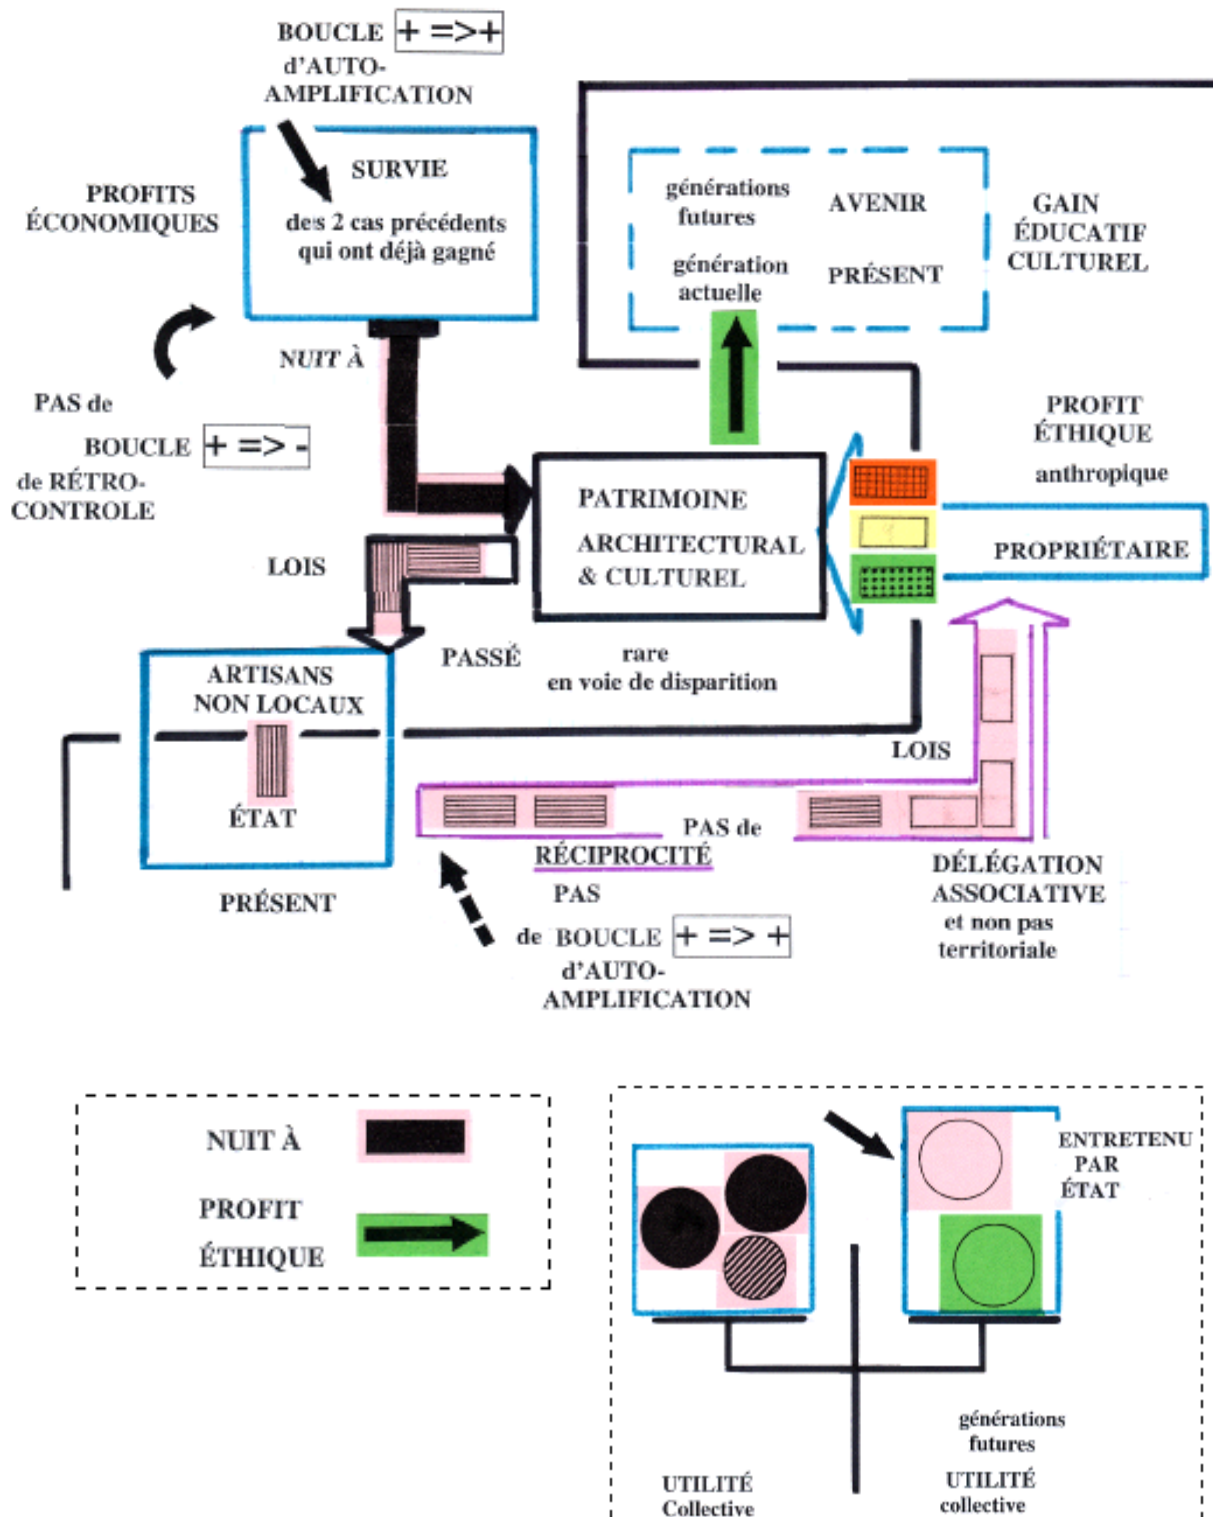 BOUCLE + =>+
d'AUTO-
AMPLIFICATION
SURVIE
des 2 cas précédents
qui ont déjà gagné
PROFITS
ÉCONOMIQUES
générations
futures
AVENIR
génération
actuelle
PRÉSENT
GAIN
ÉDUCATIF
CULTUREL
NUIT À
PAS de
BOUCLE + => -
de RÉTRO-
CONTROLE
PROFIT
ÉTHIQUE
anthropique
PROPRIÉTAIRE
PATRIMOINE
ARCHITECTURAL
& CULTUREL
LOIS
PASSÉ
rare
en voie de disparition
ARTISANS
NON LOCAUX
ÉTAT
PRÉSENT
LOIS
PAS de
RÉCIPROCITÉ
PAS
de BOUCLE + => +
d'AUTO-
AMPLIFICATION
DÉLÉGATION
ASSOCIATIVE
et non pas
territoriale
NUIT À
PROFIT
ÉTHIQUE
ENTRETENU
PAR
ÉTAT
UTILITÉ
Collective
générations
futures
UTILITÉ
collective